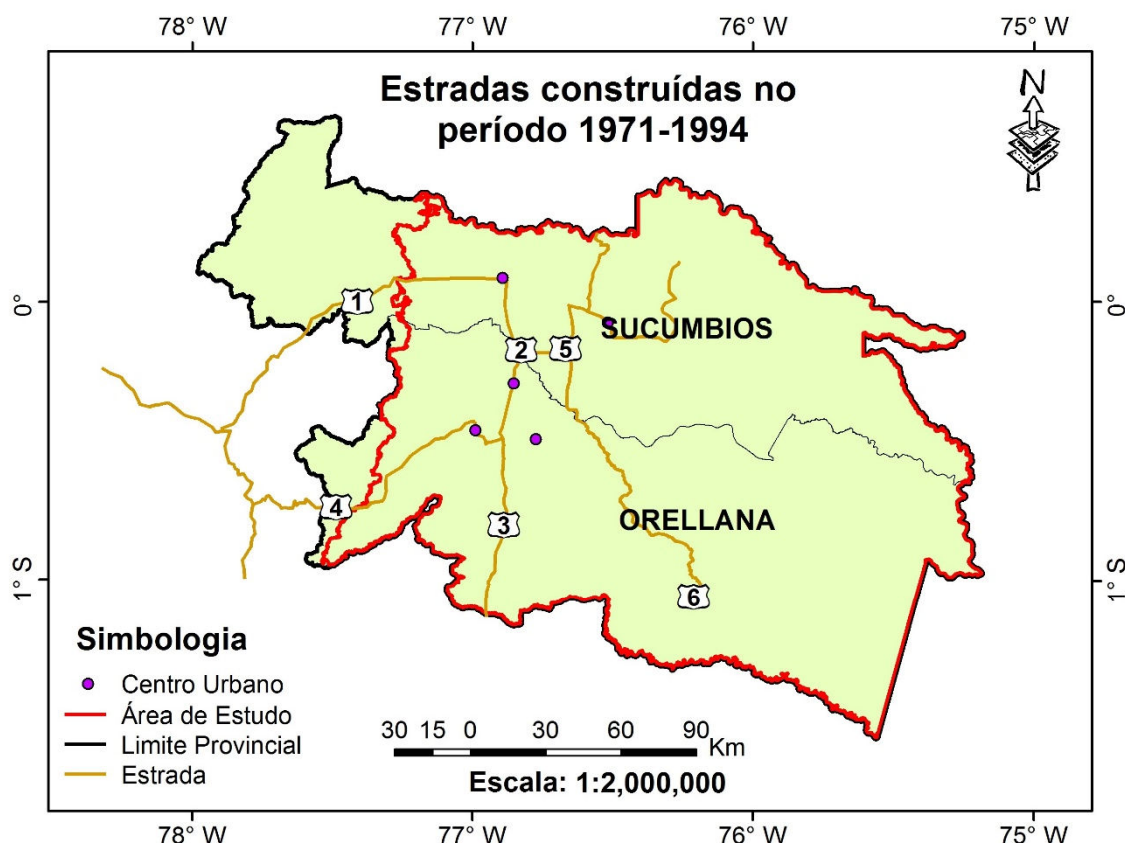 78° W
77° W
76° W
75° W
Estradas construídas no
período 1971-1994
N
0°
0°
1
2
5
SUCUMBIOS
4
3
ORELLANA
6
1° S
1° S
Simbologia
Centro Urbano
Área de Estudo
Limite Provincial
Estrada
30 15 0 30 60 90
Km
Escala: 1:2,000,000
78° W
77° W
76° W
75° W